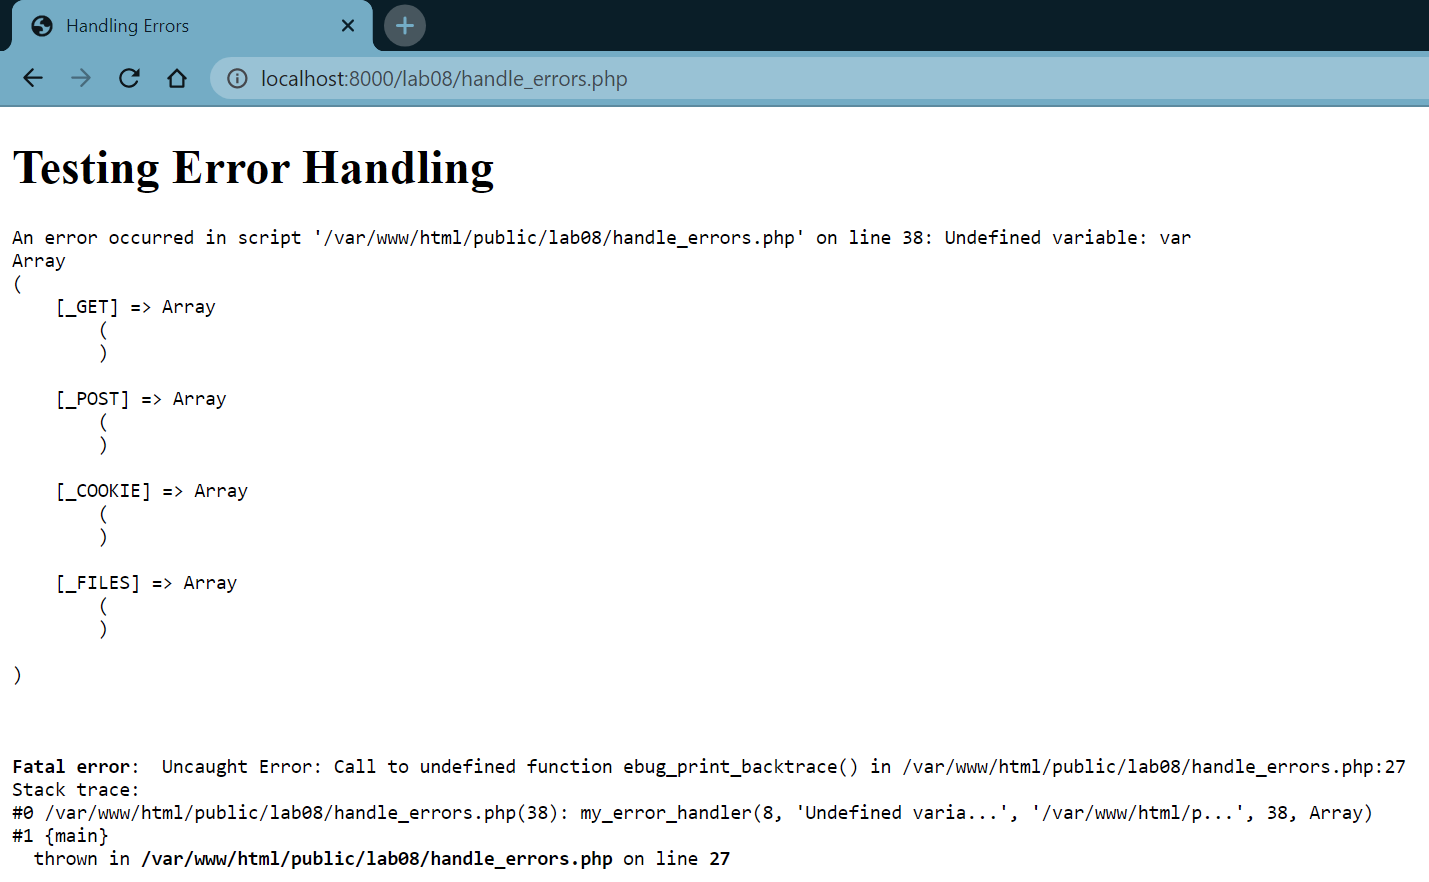 Handling Errors
localhost:8000/lab08/handle_errors.php
Testing Error Handling
An error occurred in script '/var/www/html/public/lab08/handle_errors.php' on line 38: Undefined variable: var
Array
(
    [_GET] => Array
        (
        )

    [_POST] => Array
        (
        )

    [_COOKIE] => Array
        (
        )

    [_FILES] => Array
        (
        )

)
Fatal error:  Uncaught Error: Call to undefined function ebug_print_backtrace() in /var/www/html/public/lab08/handle_errors.php:27
Stack trace:
#0 /var/www/html/public/lab08/handle_errors.php(38): my_error_handler(8, 'Undefined varia...', '/var/www/html/p...', 38, Array)
#1 {main}
  thrown in /var/www/html/public/lab08/handle_errors.php on line 27